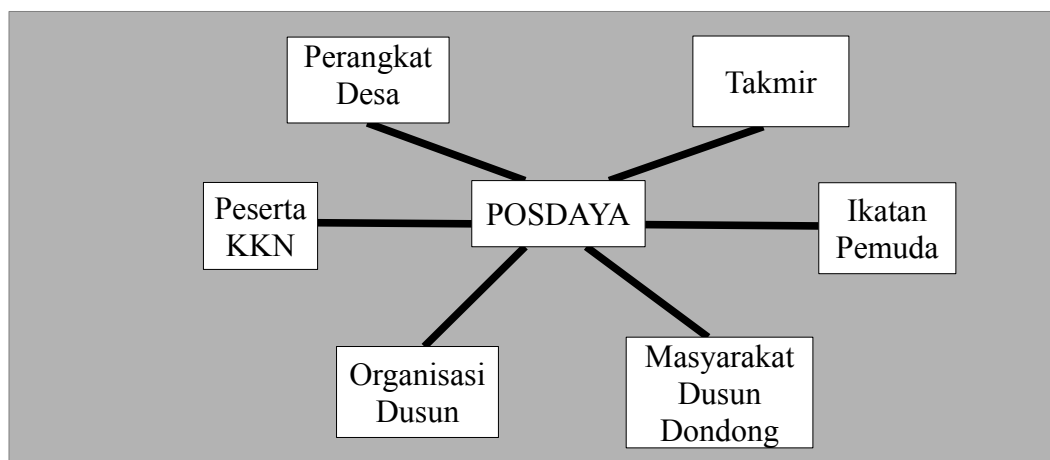 Perangkat
Desa
Takmir
Peserta
KKN
POSDAYA
Ikatan
Pemuda
Organisasi
Dusun
Masyarakat
Dusun
Dondong